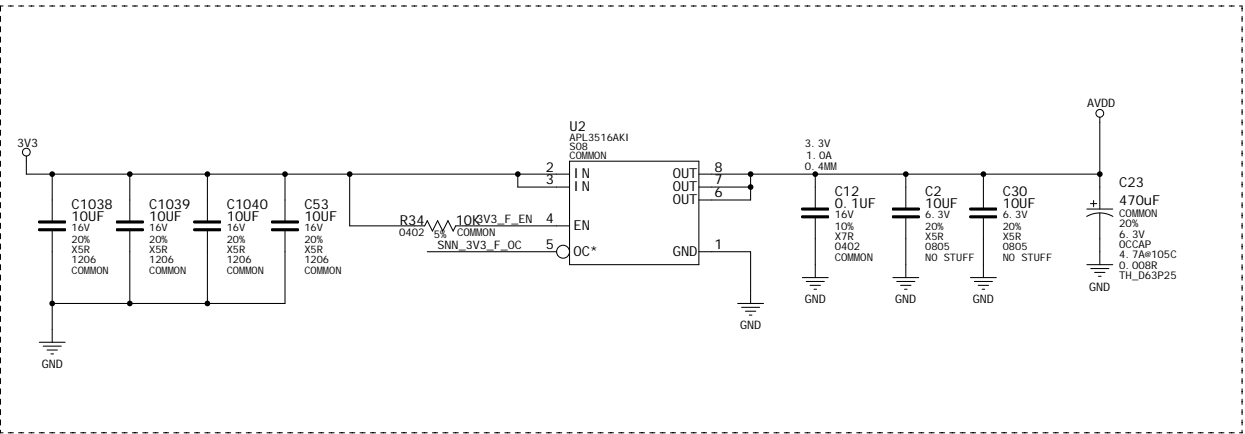 3V3
C1038
10UF
16V
20%
X5R
1206
COMMON
C1039
10UF
16V
20%
X5R
1206
COMMON
C1040
10UF
16V
20%
X5R
1206
COMMON
C53
10UF
16V
20%
X5R
1206
COMMON
GND
R34
0402
5%
10K
COMMON
3V3_F_EN
SNN_3V3_F_OC
U2
APL3516AKI
SO8
COMMON
2 IN
3 IN
4 EN
5 OC*
OUT 8
OUT 7
OUT 6
GND 1
GND
3.3V
1.0A
0.4MM
C12
0.1UF
16V
10%
X7R
0402
COMMON
GND
C2
10UF
6.3V
20%
X5R
0805
NO STUFF
GND
C30
10UF
6.3V
20%
X5R
0805
NO STUFF
GND
AVDD
+
C23
470uF
COMMON
20%
6.3V
OCCAP
4.7A@105C
0.008R
TH_D63P25
GND